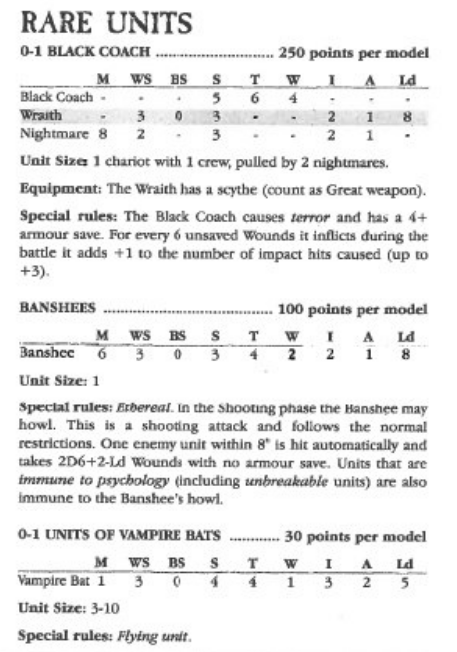 RARE UNITS
0-1 BLACK COACH .............................. 250 points per model
M WS BS S T W I A Ld
Black Coach - - - 5 6 4 - - -
Wraith - 3 0 3 - - 2 1 8
Nightmare 8 2 - 3 - - 2 1 -
Unit Size: 1 chariot with 1 crew, pulled by 2 nightmares.
Equipment: The Wraith has a scythe (count as Great weapon).
Special rules: The Black Coach causes terror and has a 4+
armour save. For every 6 unsaved Wounds it inflicts during the
battle it adds +1 to the number of impact hits caused (up to
+3).
BANSHEES .......................................... 100 points per model
M WS BS S T W I A Ld
Banshee 6 3 0 3 4 2 2 1 8
Unit Size: 1
Special rules: Ethereal. In the Shooting phase the Banshee may
howl. This is a shooting attack and follows the normal
restrictions. One enemy unit within 8" is hit automatically and
takes 2D6+2-Ld Wounds with no armour save. Units that are
immune to psychology (including unbreakable units) are also
immune to the Banshee's howl.
0-1 UNITS OF VAMPIRE BATS ............ 30 points per model
M WS BS S T W I A Ld
Vampire Bat 1 3 0 4 4 1 3 2 5
Unit Size: 3-10
Special rules: Flying unit.